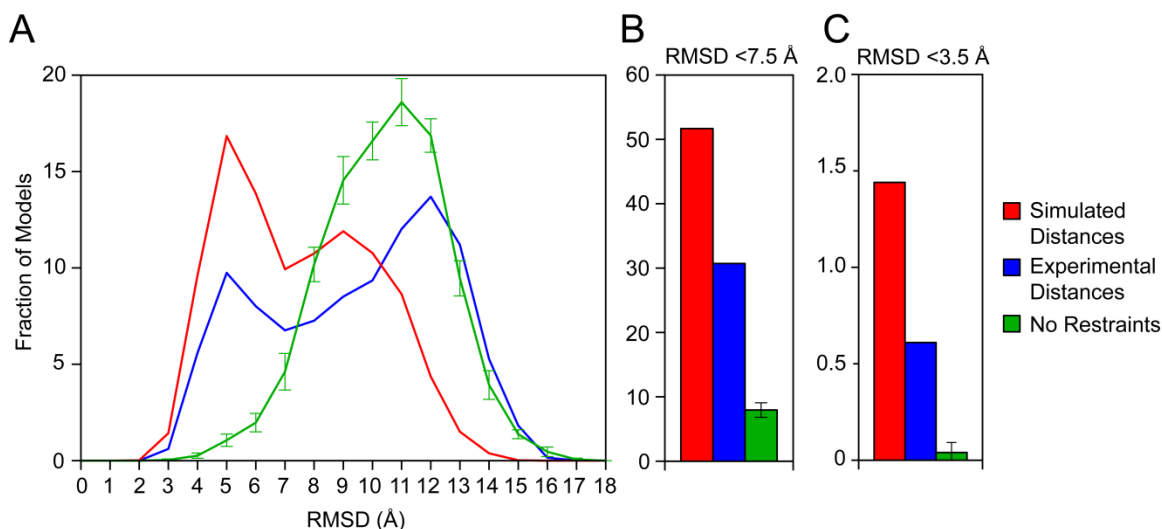 A
B
C
RMSD <7.5 Å
RMSD <3.5 Å
20
15
10
5
0
Fraction of Models
0 1 2 3 4 5 6 7 8 9 10 11 12 13 14 15 16 17 18
RMSD (Å)
60
50
40
30
20
10
0
2.0
1.5
1.0
0.5
0
Simulated
Distances
Experimental
Distances
No Restraints